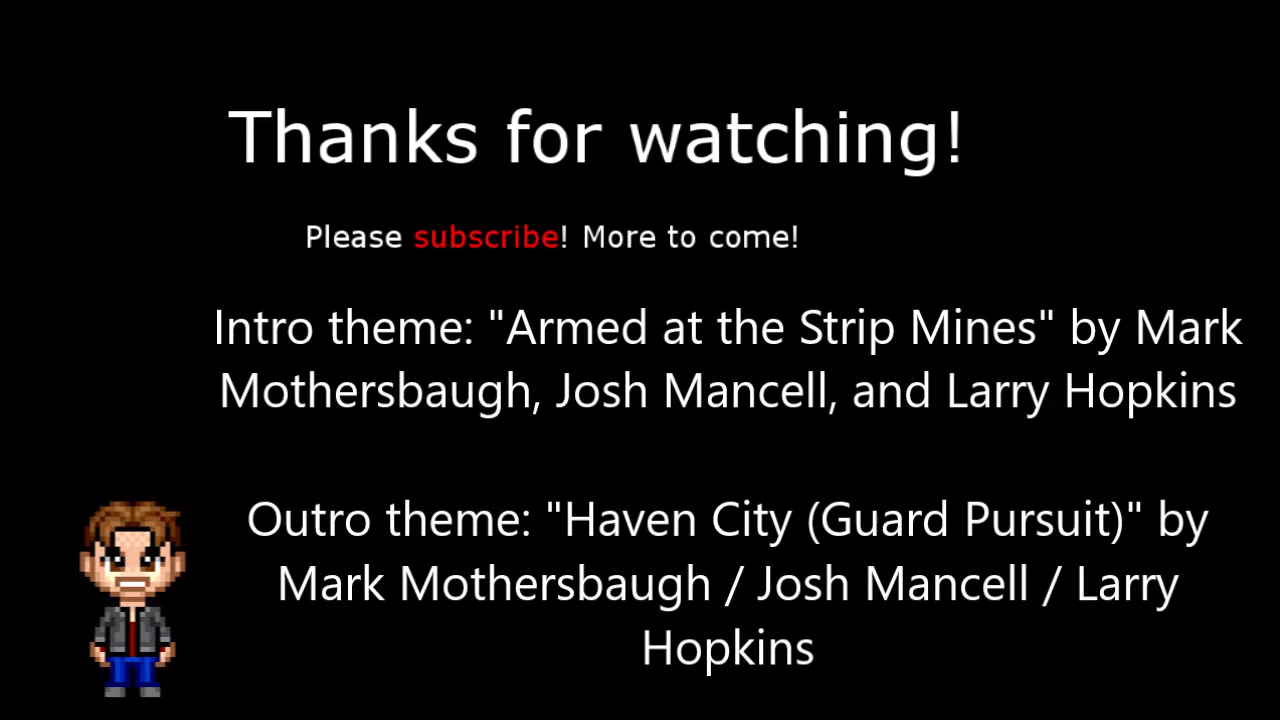 Thanks for watching!
Please subscribe! More to come!
Intro theme: "Armed at the Strip Mines" by Mark
Mothersbaugh, Josh Mancell, and Larry Hopkins
Outro theme: "Haven City (Guard Pursuit)" by
Mark Mothersbaugh / Josh Mancell / Larry
Hopkins